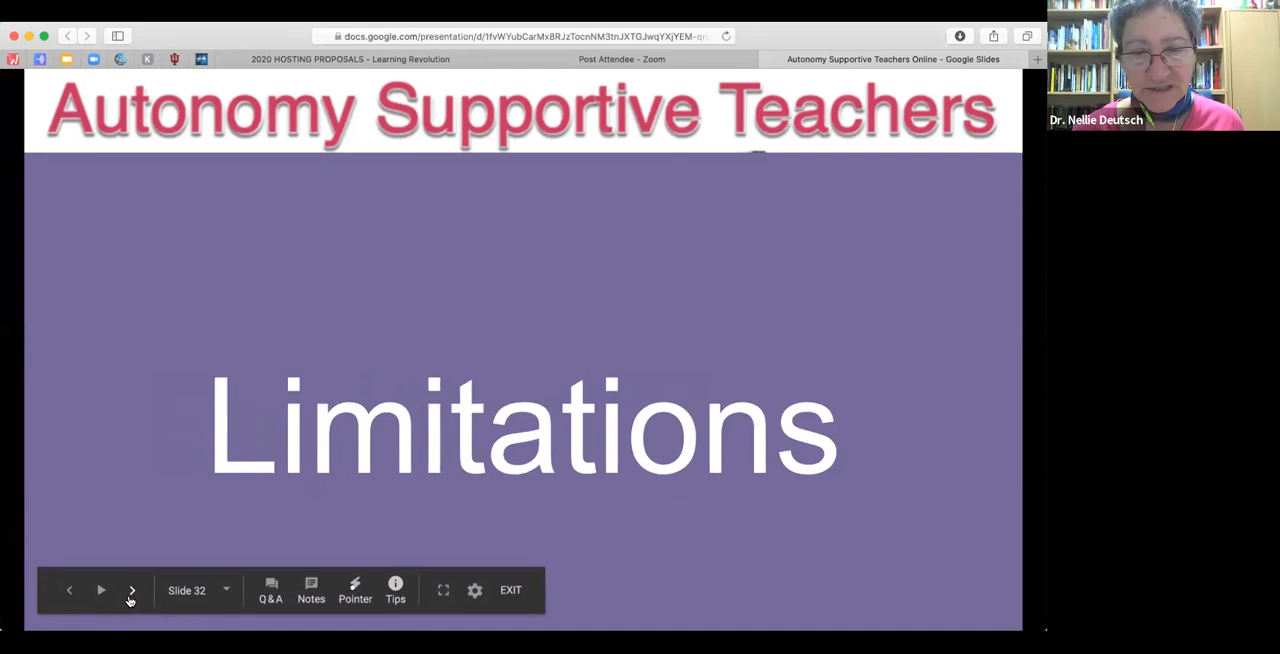 docs.google.com/presentation/d/1fvWYubCarMx8RJzTocnNM3tnJXTGJwqYXjYEM-qn
2020 HOSTING PROPOSALS - Learning Revolution
Post Attendee - Zoom
Autonomy Supportive Teachers Online - Google Slides
Autonomy Supportive Teachers
Dr. Nellie Deutsch
Limitations
Slide 32
Q&A
Notes
Pointer
Tips
EXIT